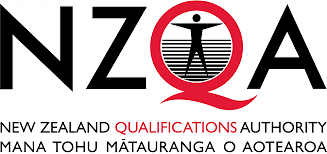 NZQA
NEW ZEALAND QUALIFICATIONS AUTHORITY
MANA TOHU MĀTAURANGA O AOTEAROA